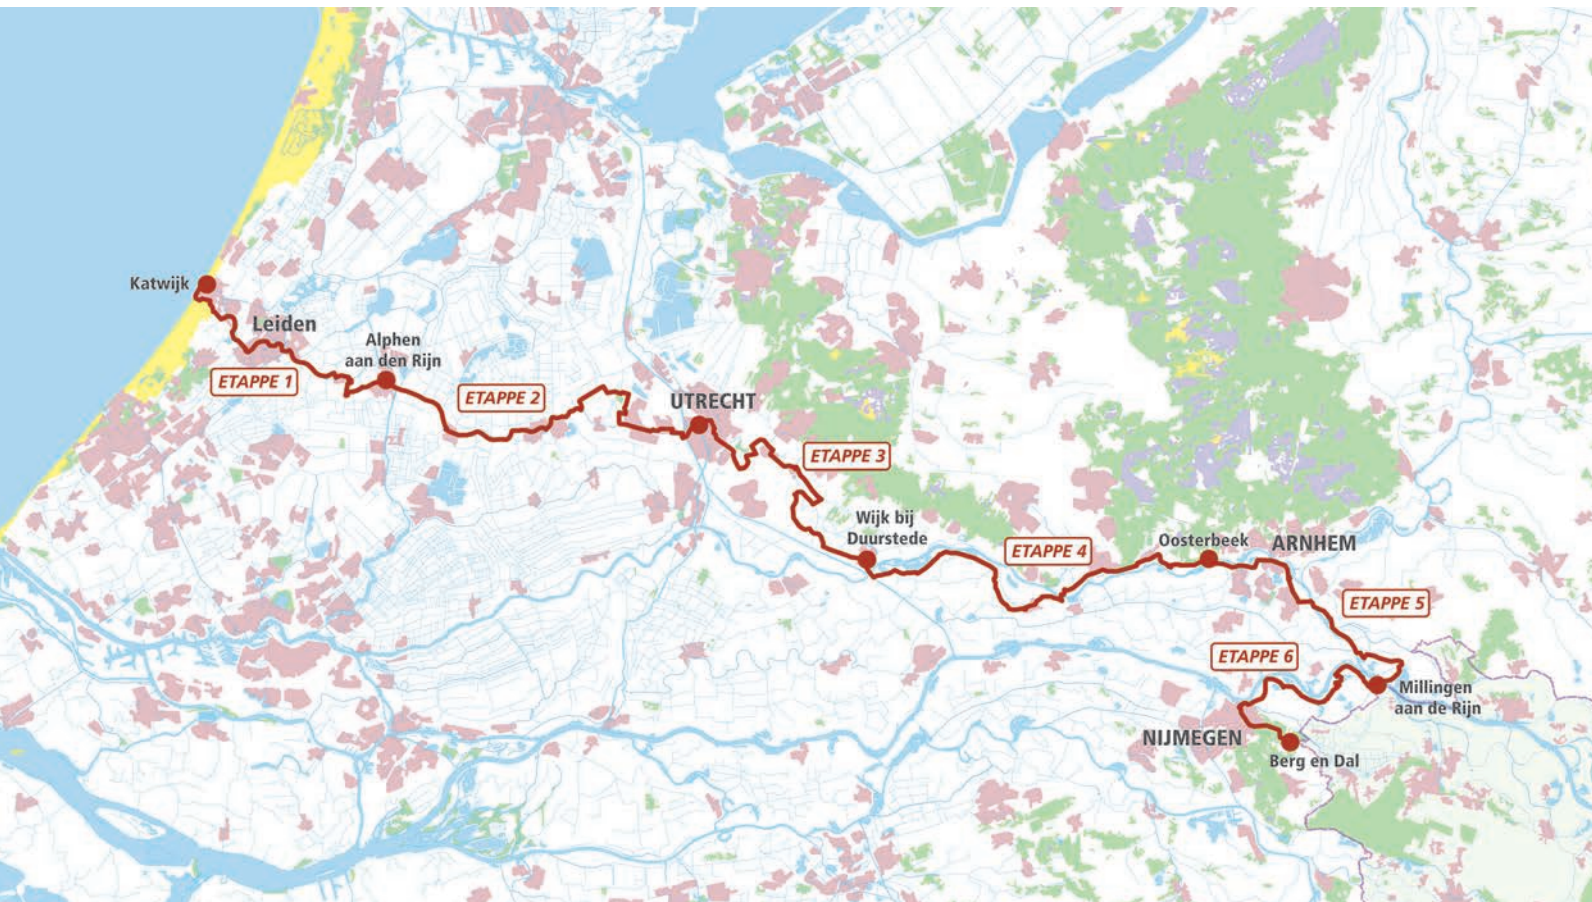 Katwijk
Leiden
Alphen
aan den Rijn
ETAPPE 1
ETAPPE 2
UTRECHT
ETAPPE 3
Wijk bij
Duurstede
ETAPPE 4
Oosterbeek
ARNHEM
ETAPPE 5
ETAPPE 6
Millingen
aan de Rijn
NIJMEGEN
Berg en Dal